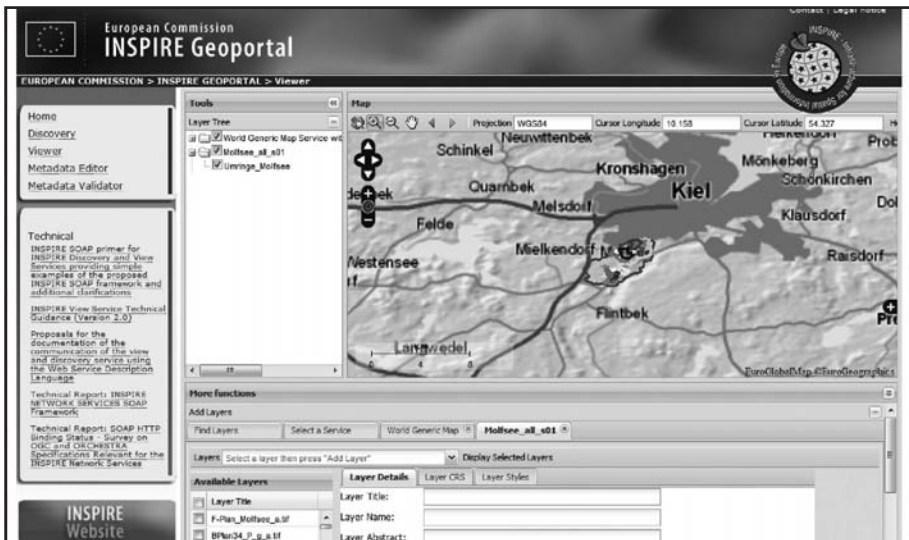 Contact | Legal notice
European Commission
INSPIRE Geoportal
EUROPEAN COMMISSION > INSPIRE GEOPORTAL > Viewer
Home
Discovery
Viewer
Metadata Editor
Metadata Validator
Technical
INSPIRE SOAP primer for
INSPIRE Discovery and View
Services providing simple
examples of the proposed
INSPIRE SOAP framework and
additional clarifications
INSPIRE View Service Technical
Guidance (Version 2.0)
Proposals for the
documentation of the
communication of the view
and discovery service using
the Web Service Description
Language
Technical Report: INSPIRE
NETWORK SERVICES SOAP
Framework
Technical Report: SOAP HTTP
Binding Status - Survey on
OGC and ORCHESTRA
Specifications Relevant for the
INSPIRE Network Services
INSPIRE
Website
Tools
Layer Tree
World Generic Map Service wit
Molfsee_all_s01
Umringe_Molfsee
Map
Projection WGS84 Cursor Longitude 10.158 Cursor Latitude 54.327
Neuwittenbek
Schinkel
Kronshagen
Mönkeberg
Prob
Schönkirchen
Quarnbek
Kiel
Melsdorf
Klausdorf
Felde
Mielkendorf
Raisdorf
Westensee
Flintbek
Pre
Langwedel
0 4 8
EuroGlobalMap ©EuroGeographics
More functions
Add Layers
Find Layers Select a Service World Generic Map Molfsee_all_s01
Layers Select a layer then press "Add Layer" Display Selected Layers
Available Layers
Layer Title
F-Plan_Molfsee_a.tif
BPlan34_P_g_a.tif
Layer Details Layer CRS Layer Styles
Layer Title:
Layer Name:
Layer Abstract: